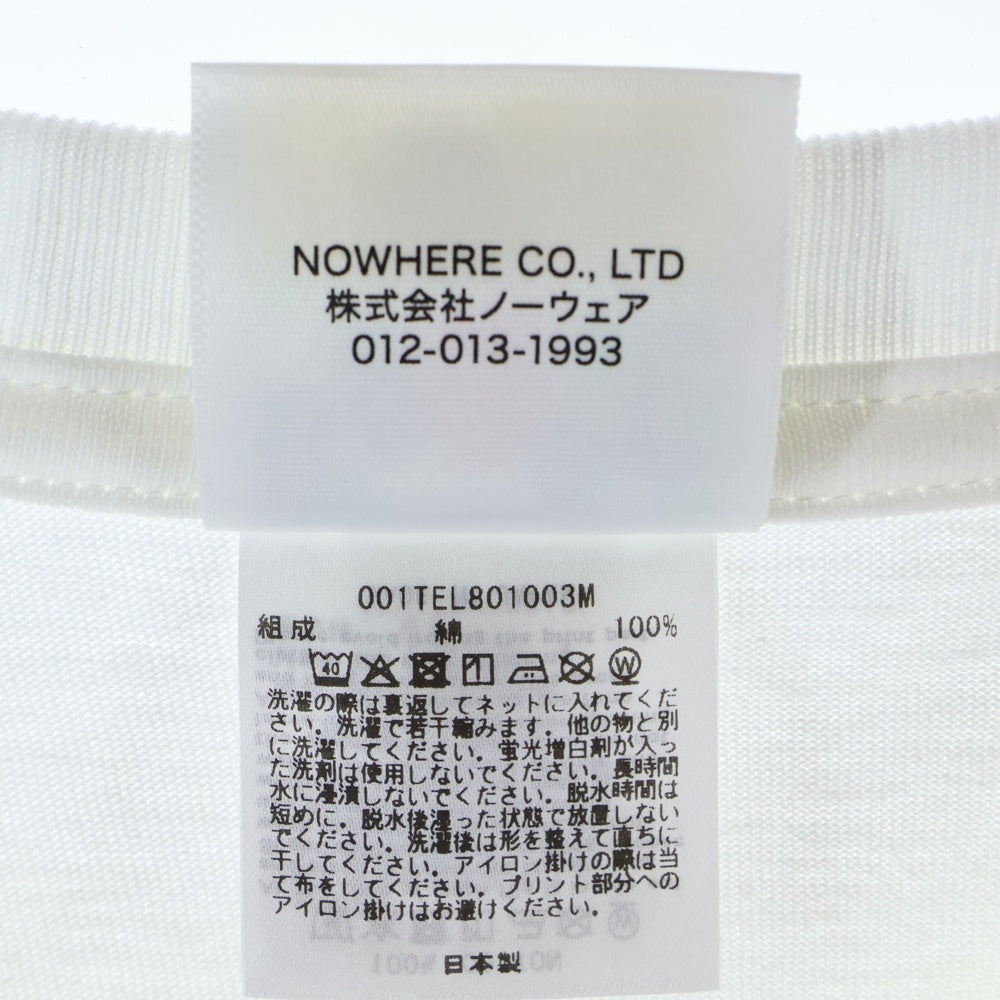 NOWHERE CO., LTD
株式会社ノーウェア
012-013-1993
001TEL801003M
組成 綿 100%
40 W
洗濯の際は裏返してネットに入れてくだ
さい。洗濯で若干縮みます。他の物と別
に洗濯してください。蛍光増白剤が入っ
た洗剤は使用しないでください。長時間
水に浸漬しないでください。脱水時間は
短めに。脱水後湿った状態で放置しない
でください。洗濯後は形を整えて直ちに
干してください。アイロン掛けの際は当
て布をしてください。プリント部分への
アイロン掛けはお避けください。
日本製